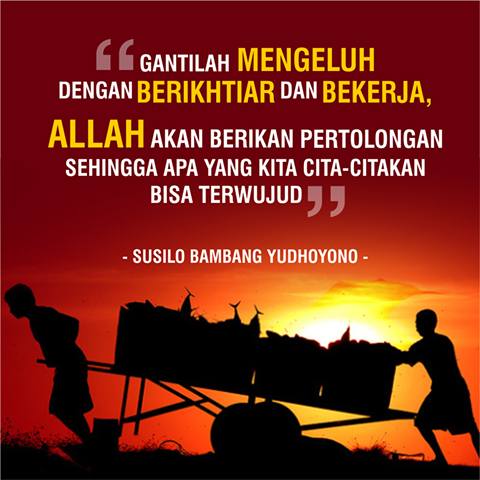 “ GANTILAH MENGELUH
DENGAN BERIKHTIAR DAN BEKERJA,
ALLAH AKAN BERIKAN PERTOLONGAN
SEHINGGA APA YANG KITA CITA-CITAKAN
BISA TERWUJUD ”
- SUSILO BAMBANG YUDHOYONO -